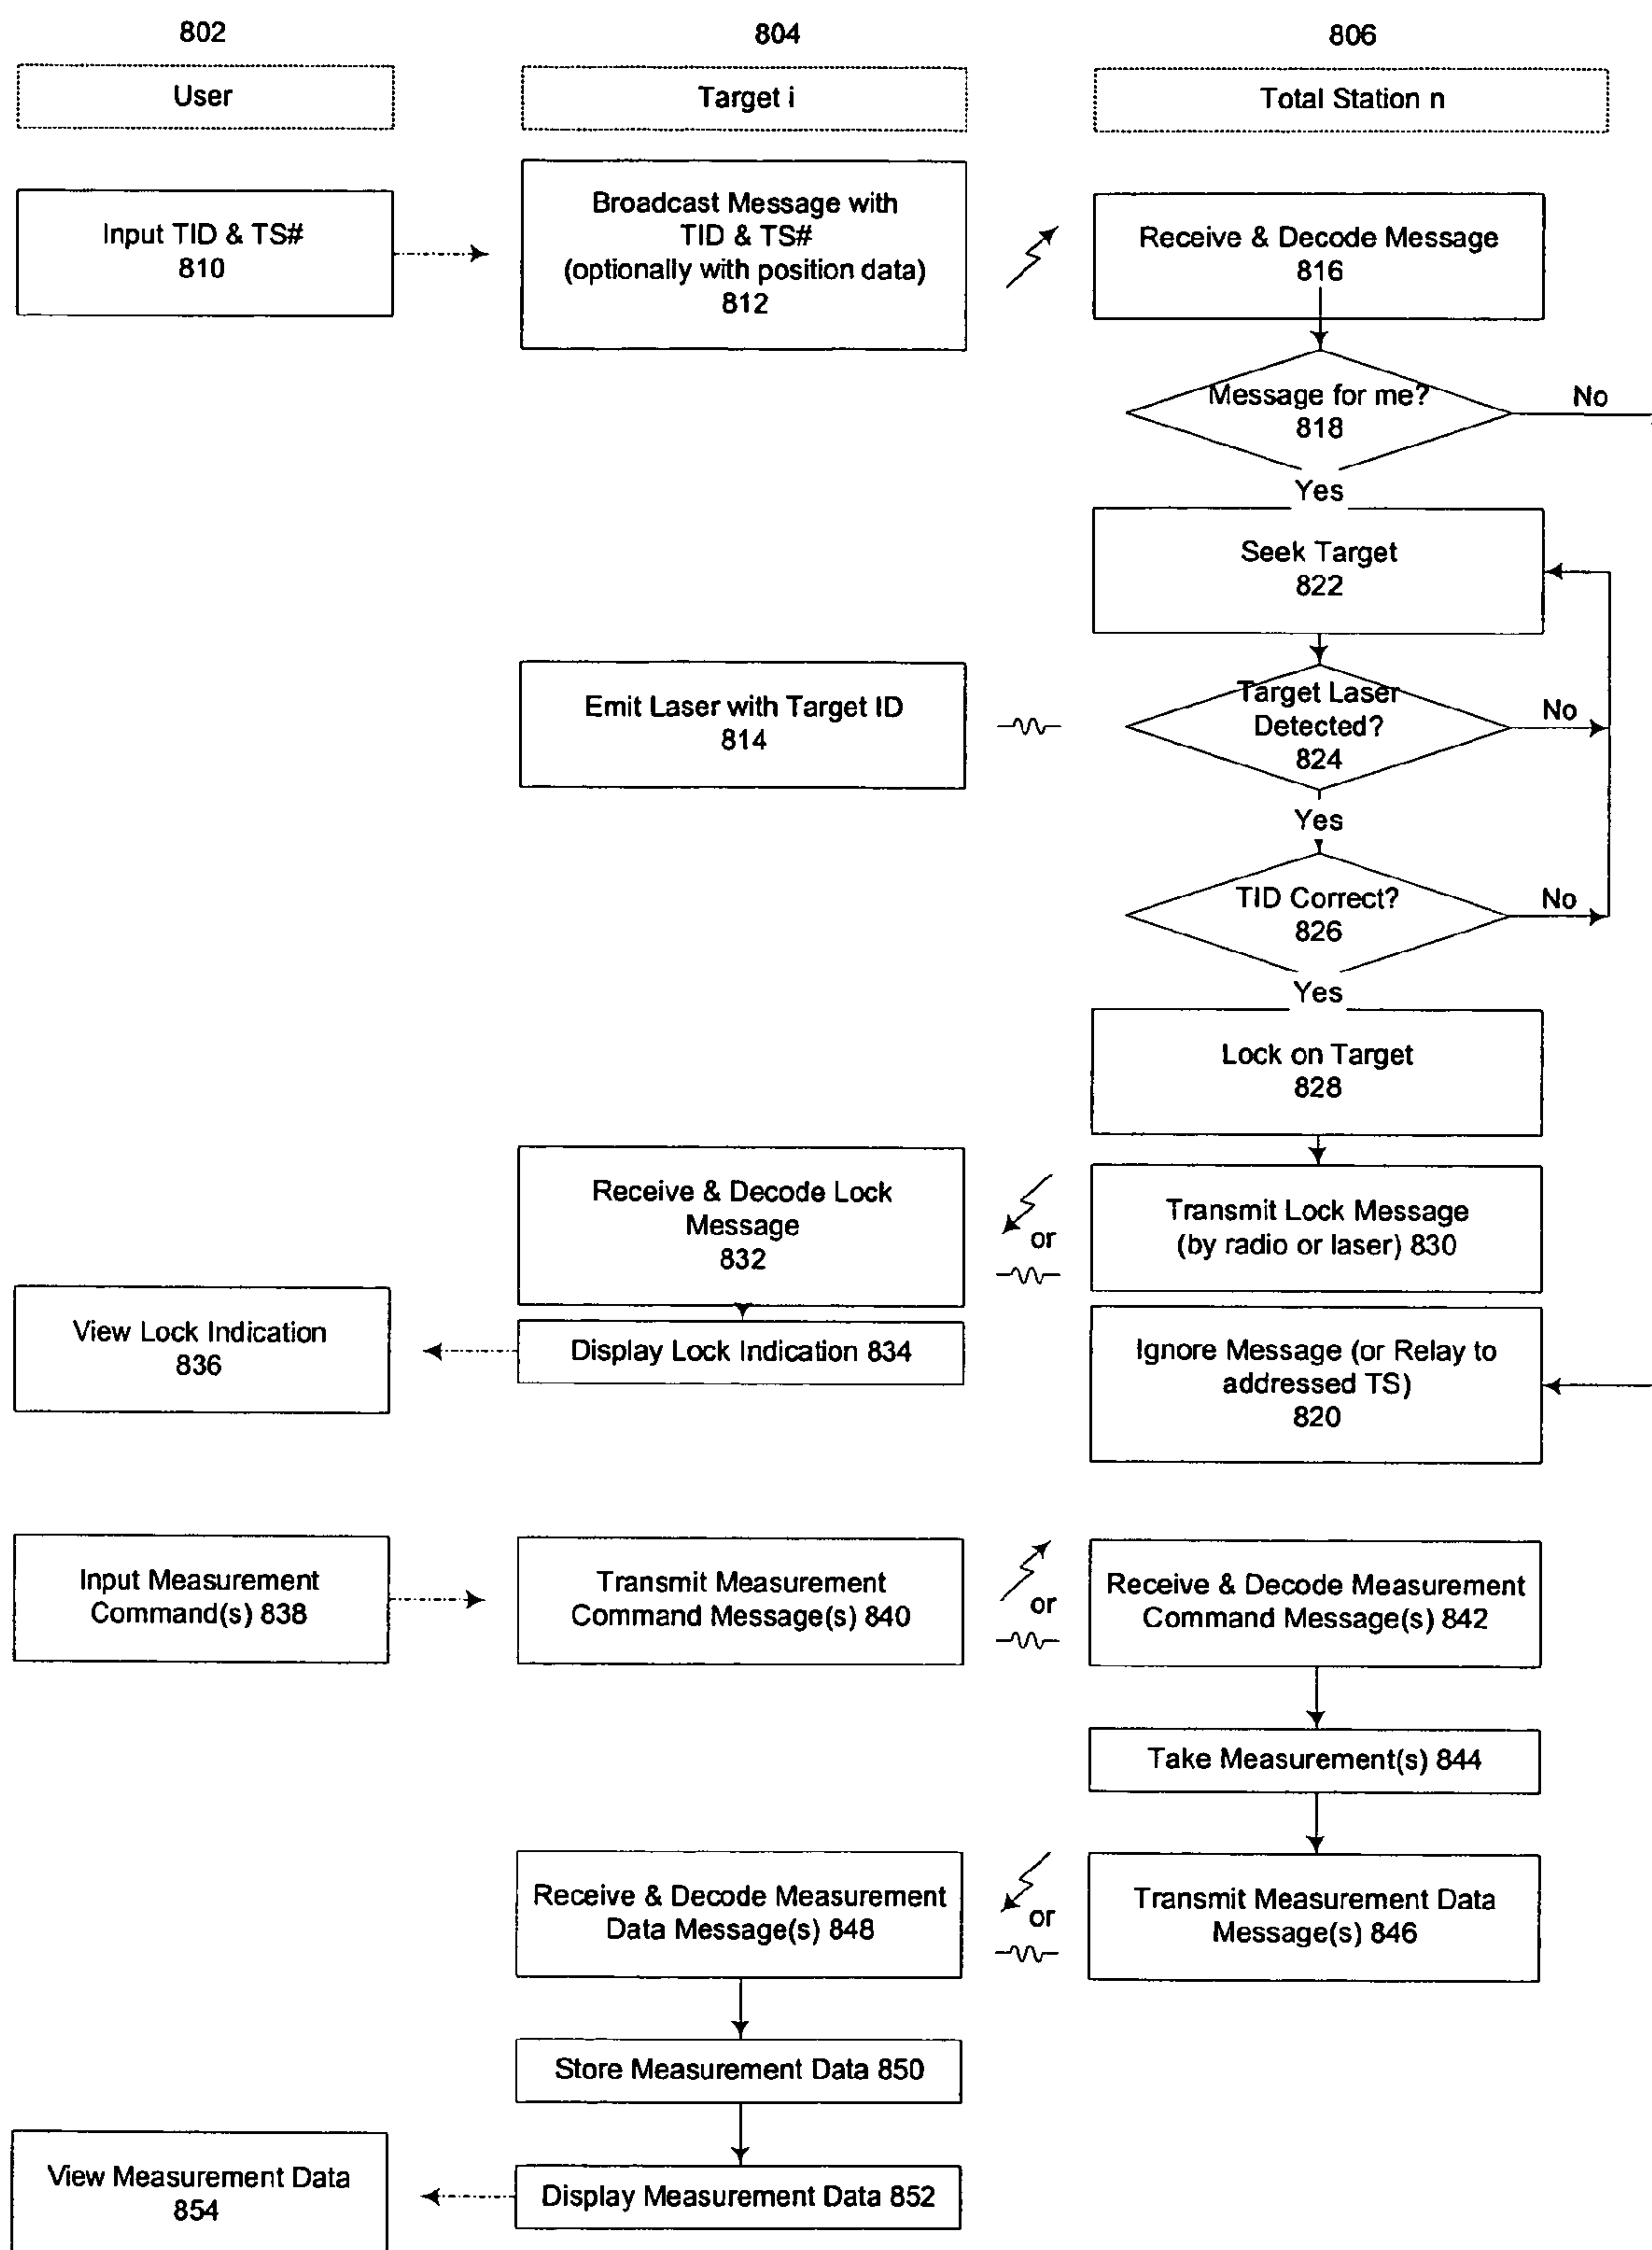 802
804
806
User
Target i
Total Station n
Input TID & TS#
810
Broadcast Message with
TID & TS#
(optionally with position data)
812
Receive & Decode Message
816
Message for me?
818
No
Yes
Seek Target
822
Emit Laser with Target ID
814
Target Laser
Detected?
824
No
Yes
TID Correct?
826
No
Yes
Lock on Target
828
Receive & Decode Lock
Message
832
or
Transmit Lock Message
(by radio or laser) 830
View Lock Indication
836
Display Lock Indication 834
Ignore Message (or Relay to
addressed TS)
820
Input Measurement
Command(s) 838
Transmit Measurement
Command Message(s) 840
or
Receive & Decode Measurement
Command Message(s) 842
Take Measurement(s) 844
Receive & Decode Measurement
Data Message(s) 848
or
Transmit Measurement Data
Message(s) 846
Store Measurement Data 850
View Measurement Data
854
Display Measurement Data 852